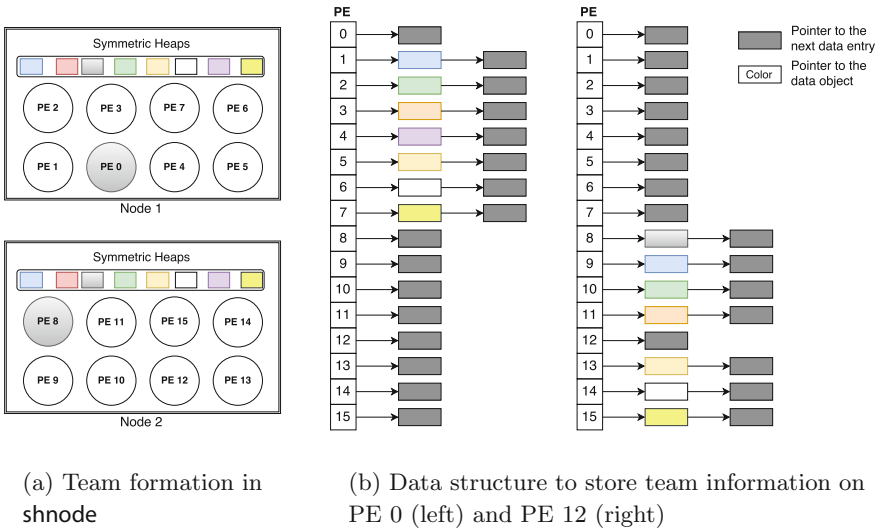 Symmetric Heaps
PE 2
PE 3
PE 7
PE 6
PE 1
PE 0
PE 4
PE 5
Node 1
Symmetric Heaps
PE 8
PE 11
PE 15
PE 14
PE 9
PE 10
PE 12
PE 13
Node 2
PE
0
1
2
3
4
5
6
7
8
9
10
11
12
13
14
15
PE
0
1
2
3
4
5
6
7
8
9
10
11
12
13
14
15
Pointer to the
next data entry
Color
Pointer to the
data object
(a) Team formation in
shnode
(b) Data structure to store team information on
PE 0 (left) and PE 12 (right)